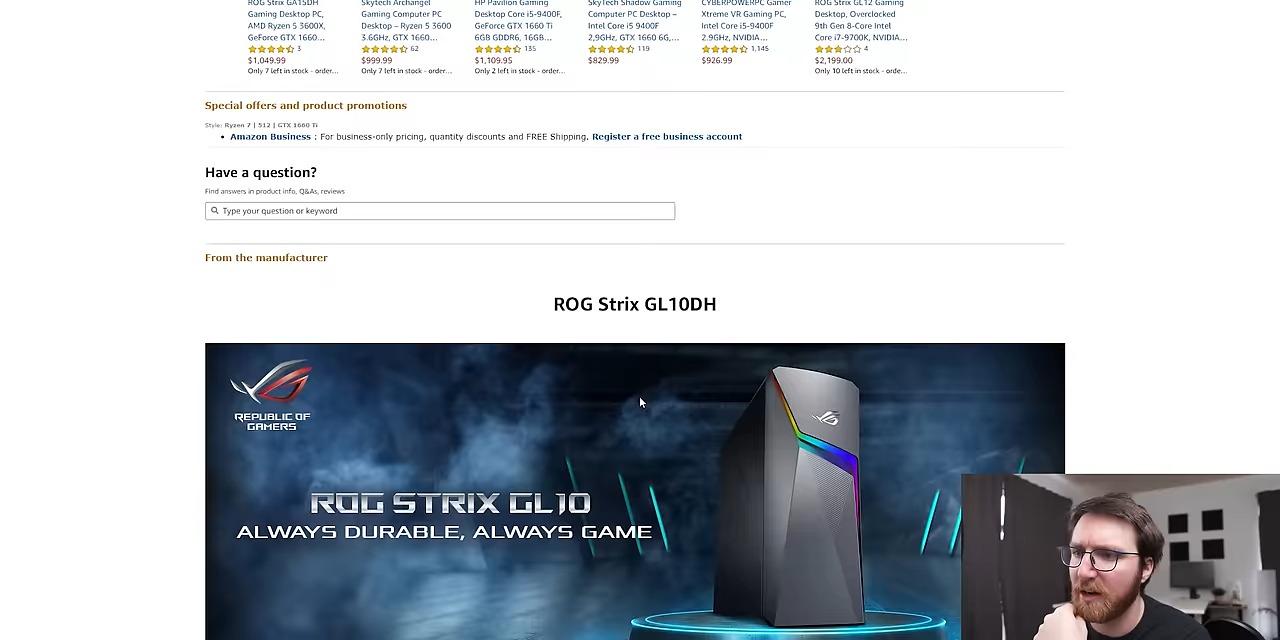 ROG Strix GA15DH
Gaming Desktop PC,
AMD Ryzen 5 3600X,
GeForce GTX 1660...
3
$1,049.99
Only 7 left in stock - order...
Skytech Archangel
Gaming Computer PC
Desktop – Ryzen 5 3600
3.6GHz, GTX 1660...
62
$999.99
Only 7 left in stock - order...
HP Pavilion Gaming
Desktop Core i5-9400F,
GeForce GTX 1660 Ti
6GB GDDR6, 16GB...
135
$1,109.95
Only 2 left in stock - order...
SkyTech Shadow Gaming
Computer PC Desktop –
Intel Core i5 9400F
2,9GHz, GTX 1660 6G,...
119
$829.99
CYBERPOWERPC Gamer
Xtreme VR Gaming PC,
Intel Core i5-9400F
2.9GHz, NVIDIA...
1,145
$926.99
ROG Strix GL12 Gaming
Desktop, Overclocked
9th Gen 8-Core Intel
Core i7-9700K, NVIDIA...
4
$2,199.00
Only 10 left in stock - orde...
Special offers and product promotions
Style: Ryzen 7 | 512 | GTX 1660 Ti
• Amazon Business : For business-only pricing, quantity discounts and FREE Shipping. Register a free business account
Have a question?
Find answers in product info, Q&As, reviews
Type your question or keyword
From the manufacturer
ROG Strix GL10DH
REPUBLIC OF
GAMERS
ROG STRIX GL10
ALWAYS DURABLE, ALWAYS GAME